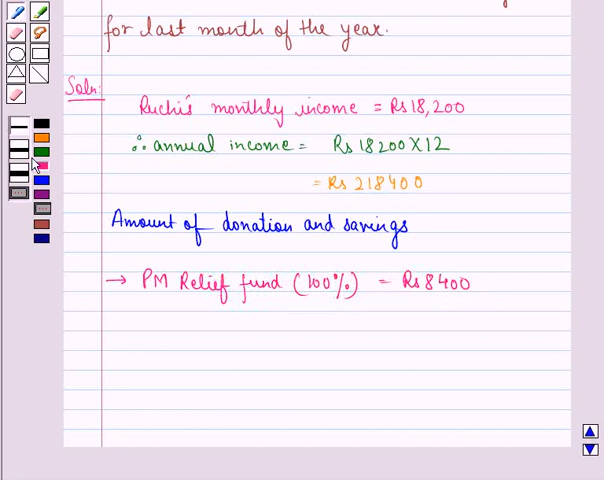 for last month of the year.
Soln:
Ruchi's monthly income = Rs 18,200
∴ annual income = Rs 18200 X 12
= Rs 218400
Amount of donation and savings
→ PM Relief fund (100%) = Rs 8400